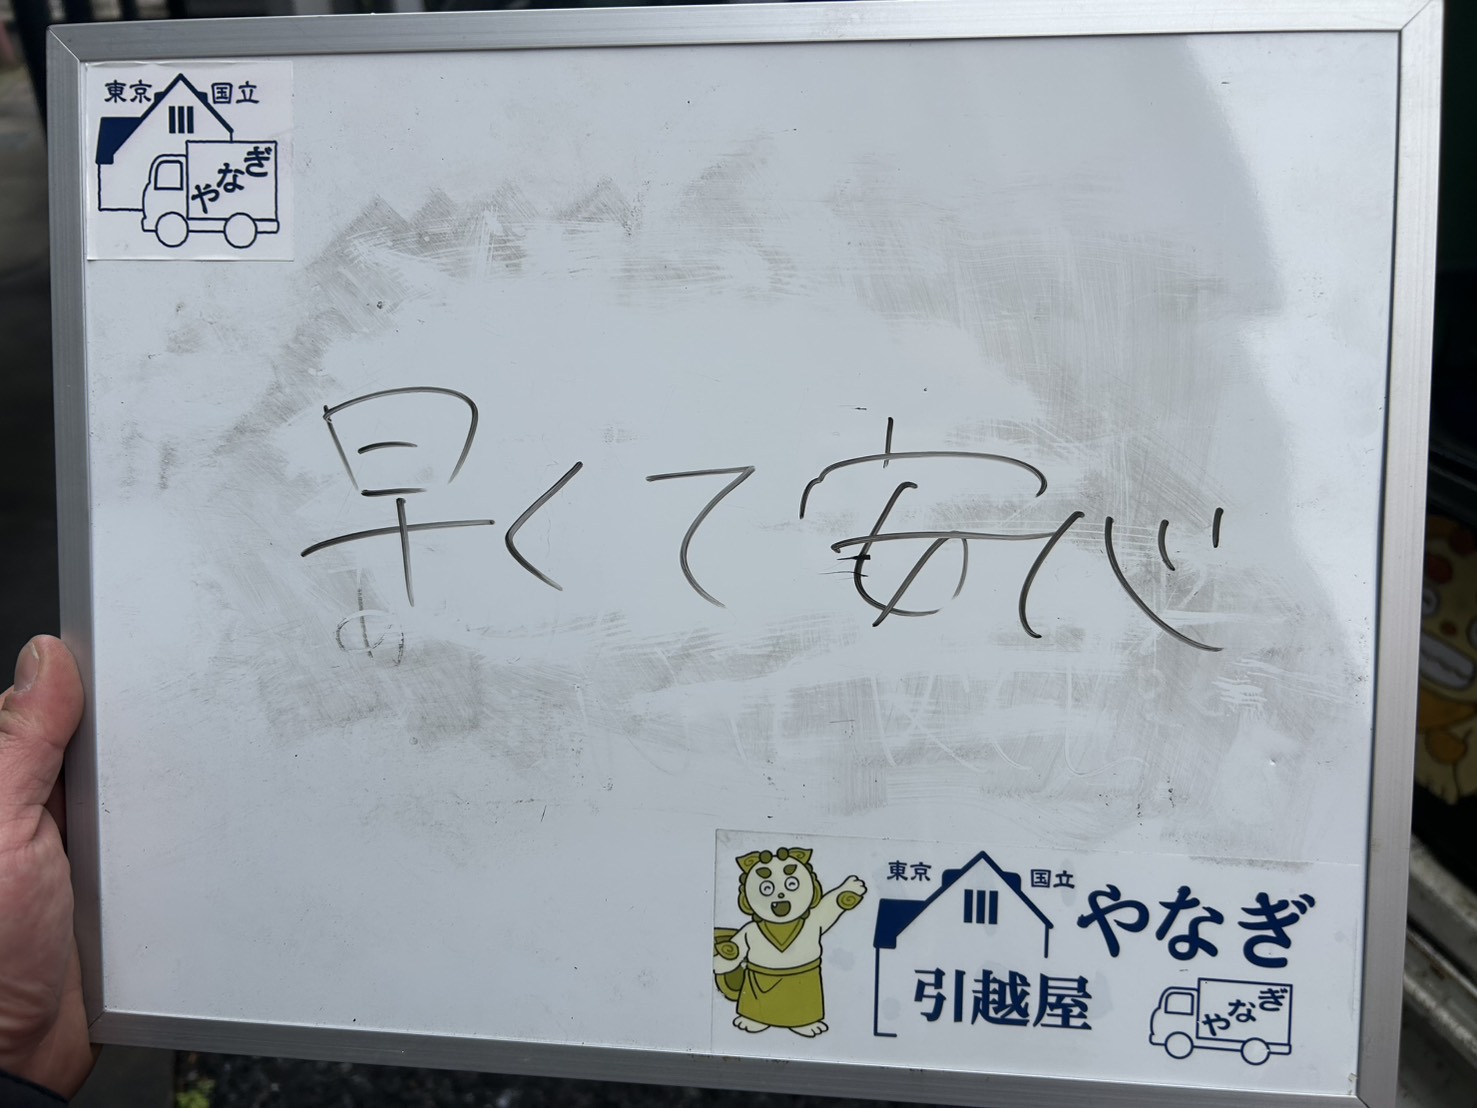 東京 国立
やなぎ
早くて安心
東京 国立 やなぎ
引越屋
やなぎ